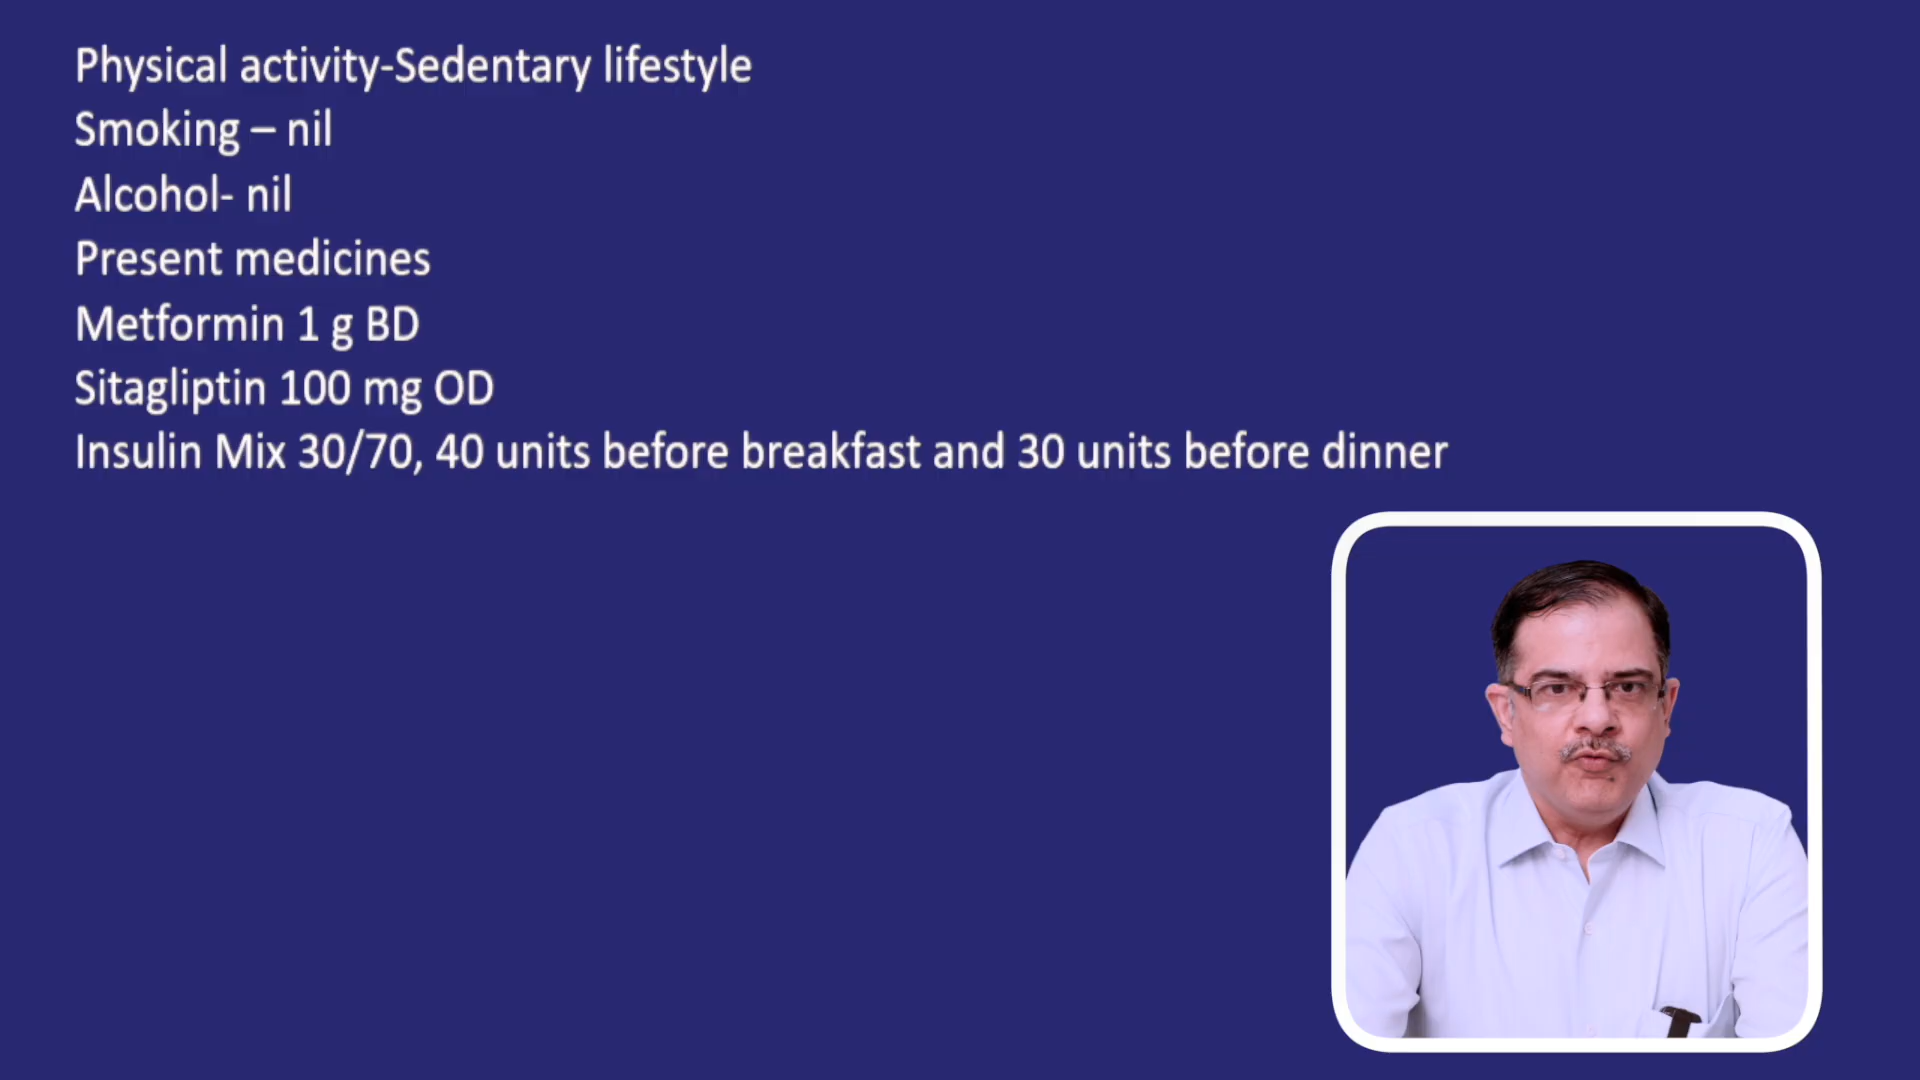 Physical activity-Sedentary lifestyle
Smoking – nil
Alcohol- nil
Present medicines
Metformin 1 g BD
Sitagliptin 100 mg OD
Insulin Mix 30/70, 40 units before breakfast and 30 units before dinner